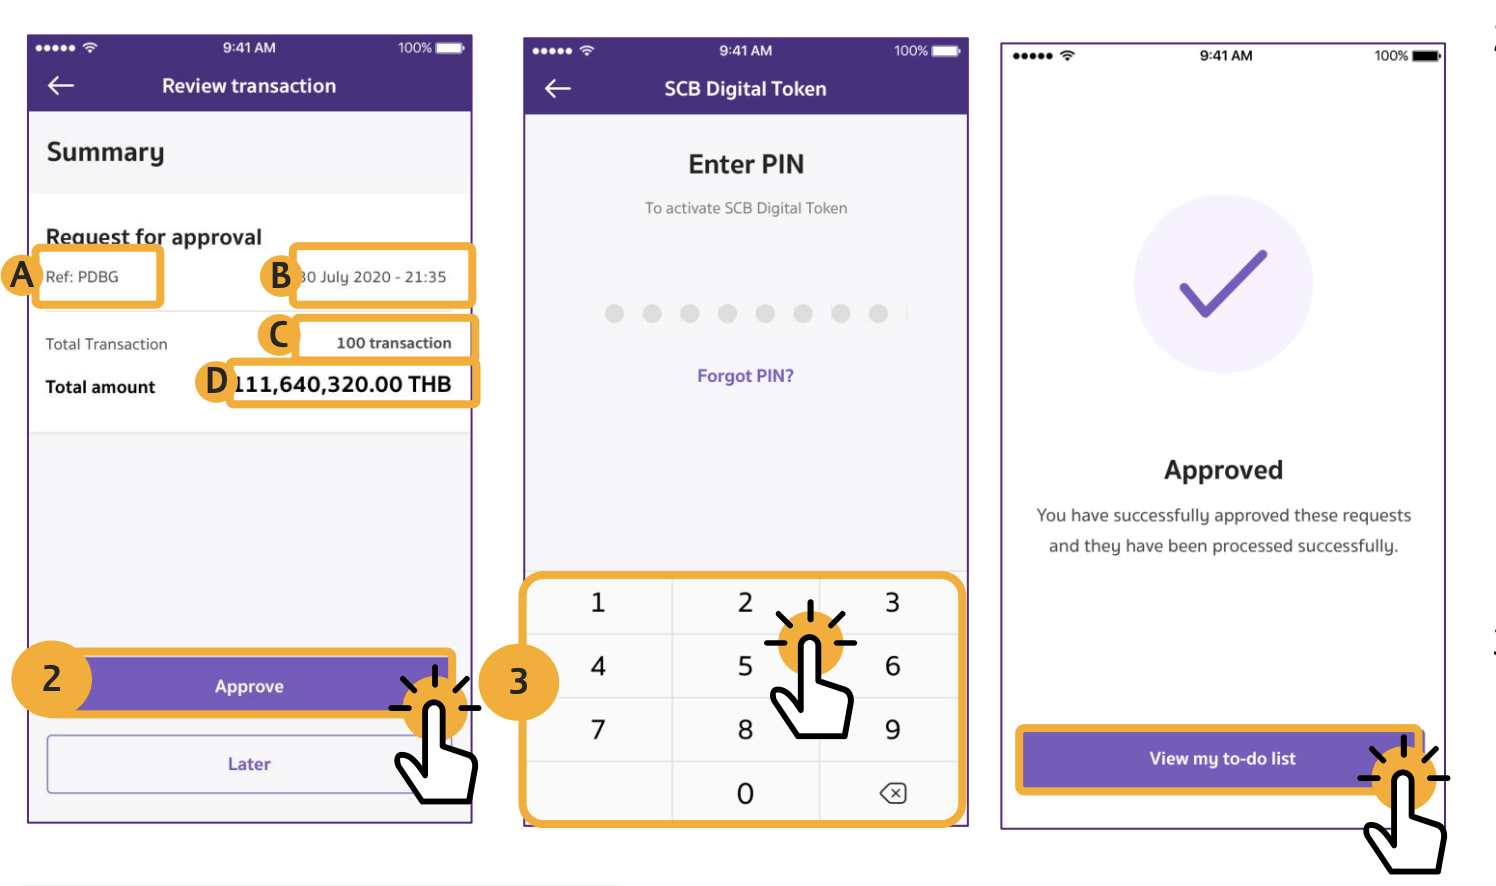 9:41 AM 100%
Review transaction
Summary
Request for approval
A Ref: PDBG B 30 July 2020 - 21:35
Total Transaction C 100 transaction
Total amount D 111,640,320.00 THB
2 Approve
Later
9:41 AM 100%
SCB Digital Token
Enter PIN
To activate SCB Digital Token
Forgot PIN?
1 2 3
3
4 5 6
7 8 9
0
9:41 AM 100%
Approved
You have successfully approved these requests
and they have been processed successfully.
View my to-do list